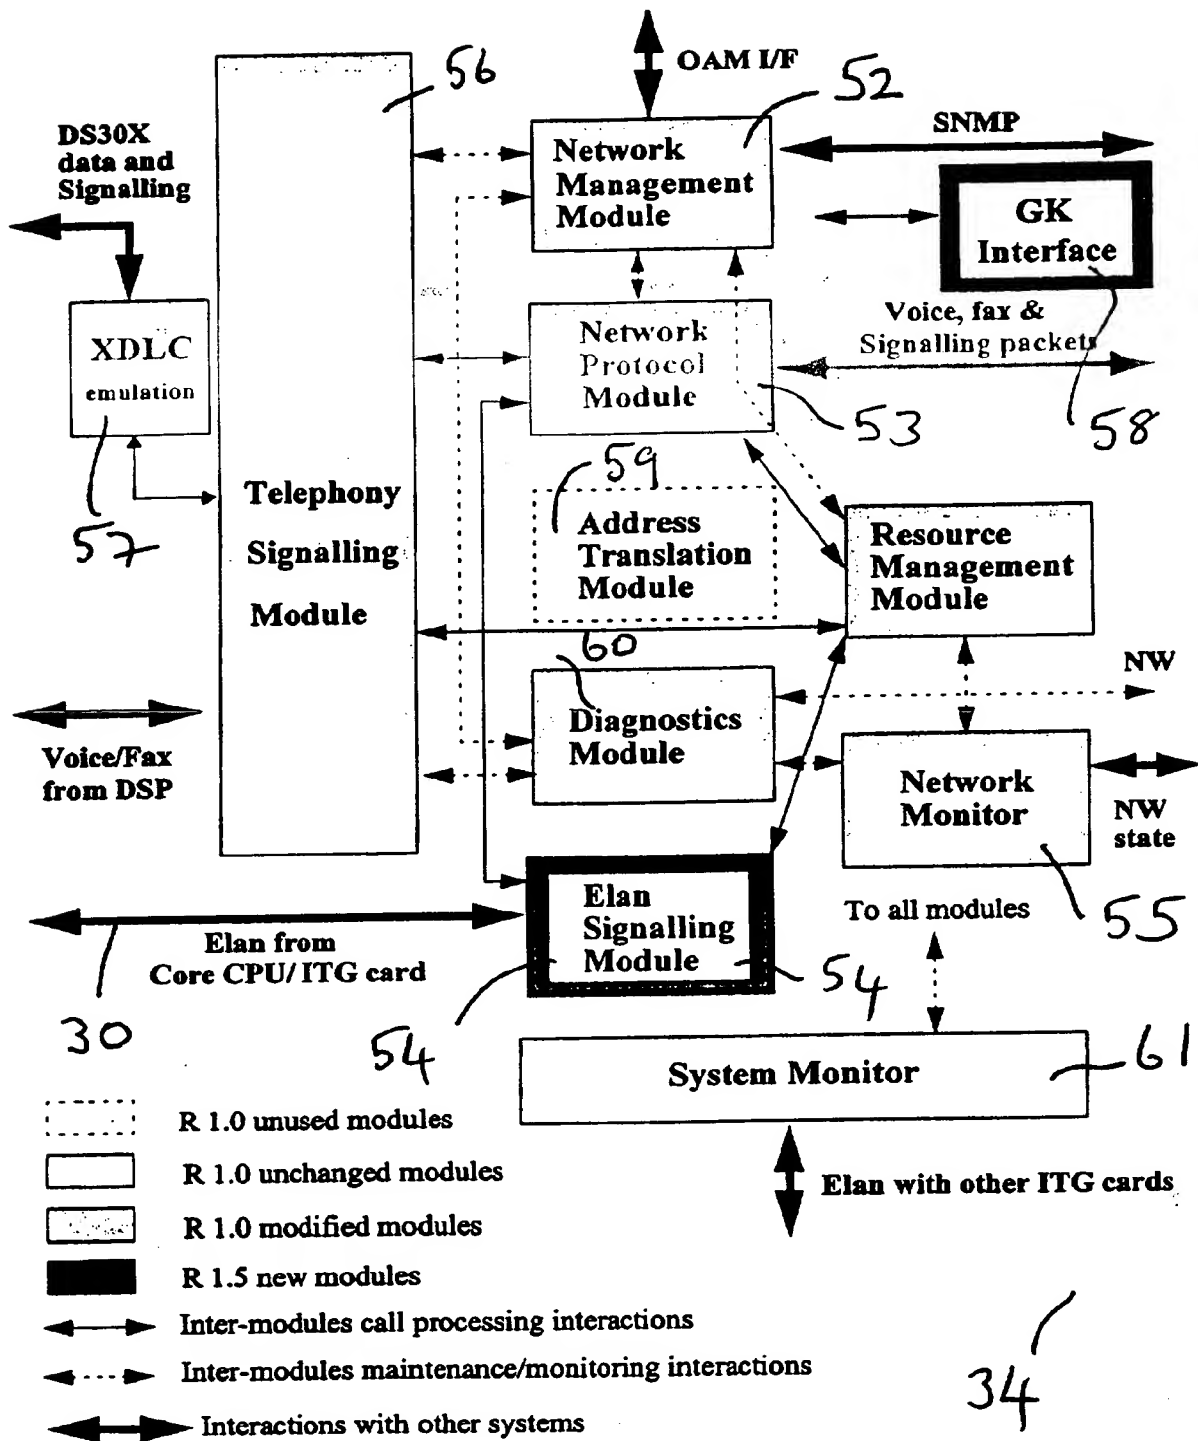 56
OAM I/F
52
DS30X
data and
Signalling
Network
Management
Module
SNMP
GK
Interface
XDLC
emulation
Network
Protocol
Module
Voice, fax &
Signalling packets
53
58
57
59
Telephony
Signalling
Module
Address
Translation
Module
Resource
Management
Module
60
NW
Voice/Fax
from DSP
Diagnostics
Module
Network
Monitor
NW
state
Elan
Signalling
Module
To all modules
55
Elan from
Core CPU/ ITG card
30
54
54
System Monitor
61
R 1.0 unused modules
R 1.0 unchanged modules
R 1.0 modified modules
R 1.5 new modules
Elan with other ITG cards
Inter-modules call processing interactions
Inter-modules maintenance/monitoring interactions
Interactions with other systems
34